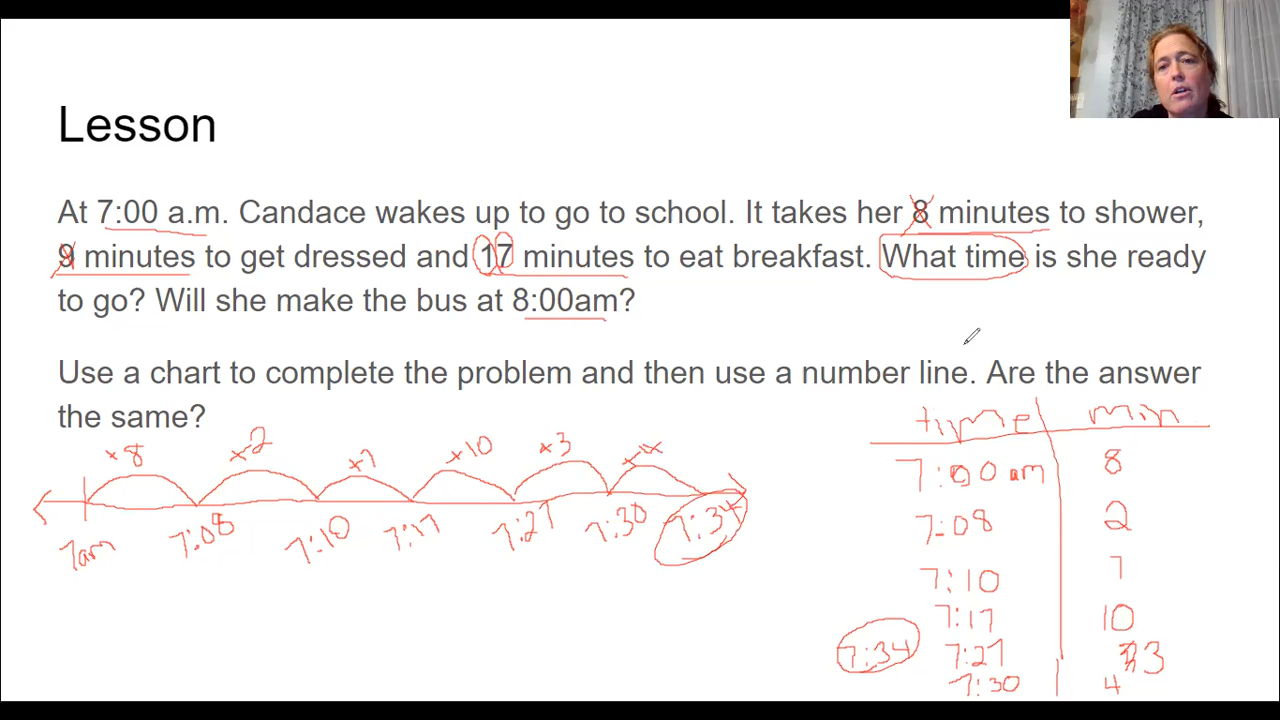 Lesson
At 7:00 a.m. Candace wakes up to go to school. It takes her 8 minutes to shower,
9 minutes to get dressed and 17 minutes to eat breakfast. What time is she ready
to go? Will she make the bus at 8:00am?
Use a chart to complete the problem and then use a number line. Are the answer
the same?
+8 +2 +7 +10 +3 +4
7am 7:08 7:10 7:17 7:27 7:30 7:34
time min
7:00 am 8
7:08 2
7:10 7
7:17 10
7:34 7:27 3
7:30 4